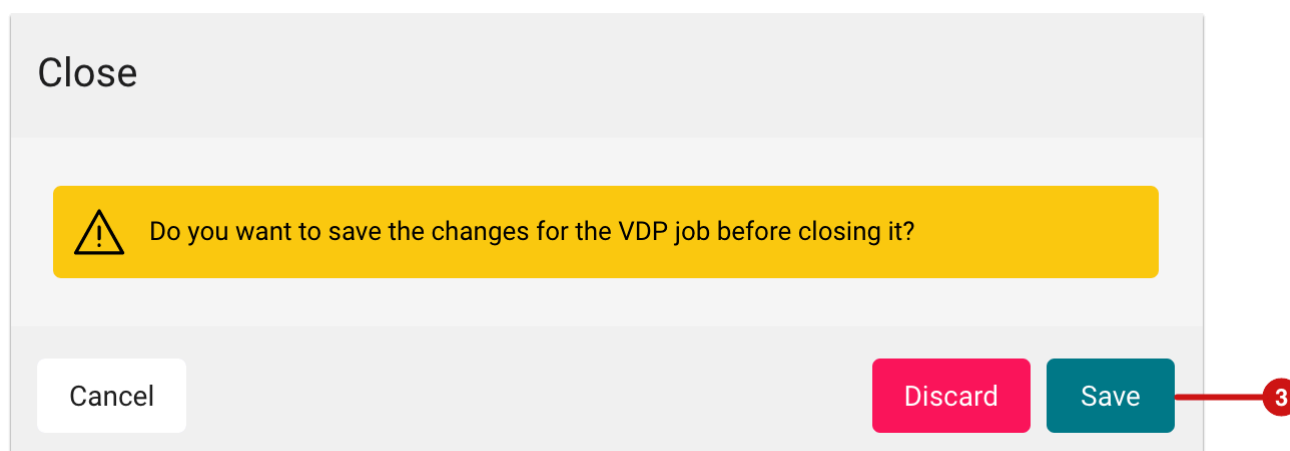 Close
Do you want to save the changes for the VDP job before closing it?
Cancel
Discard
Save
3